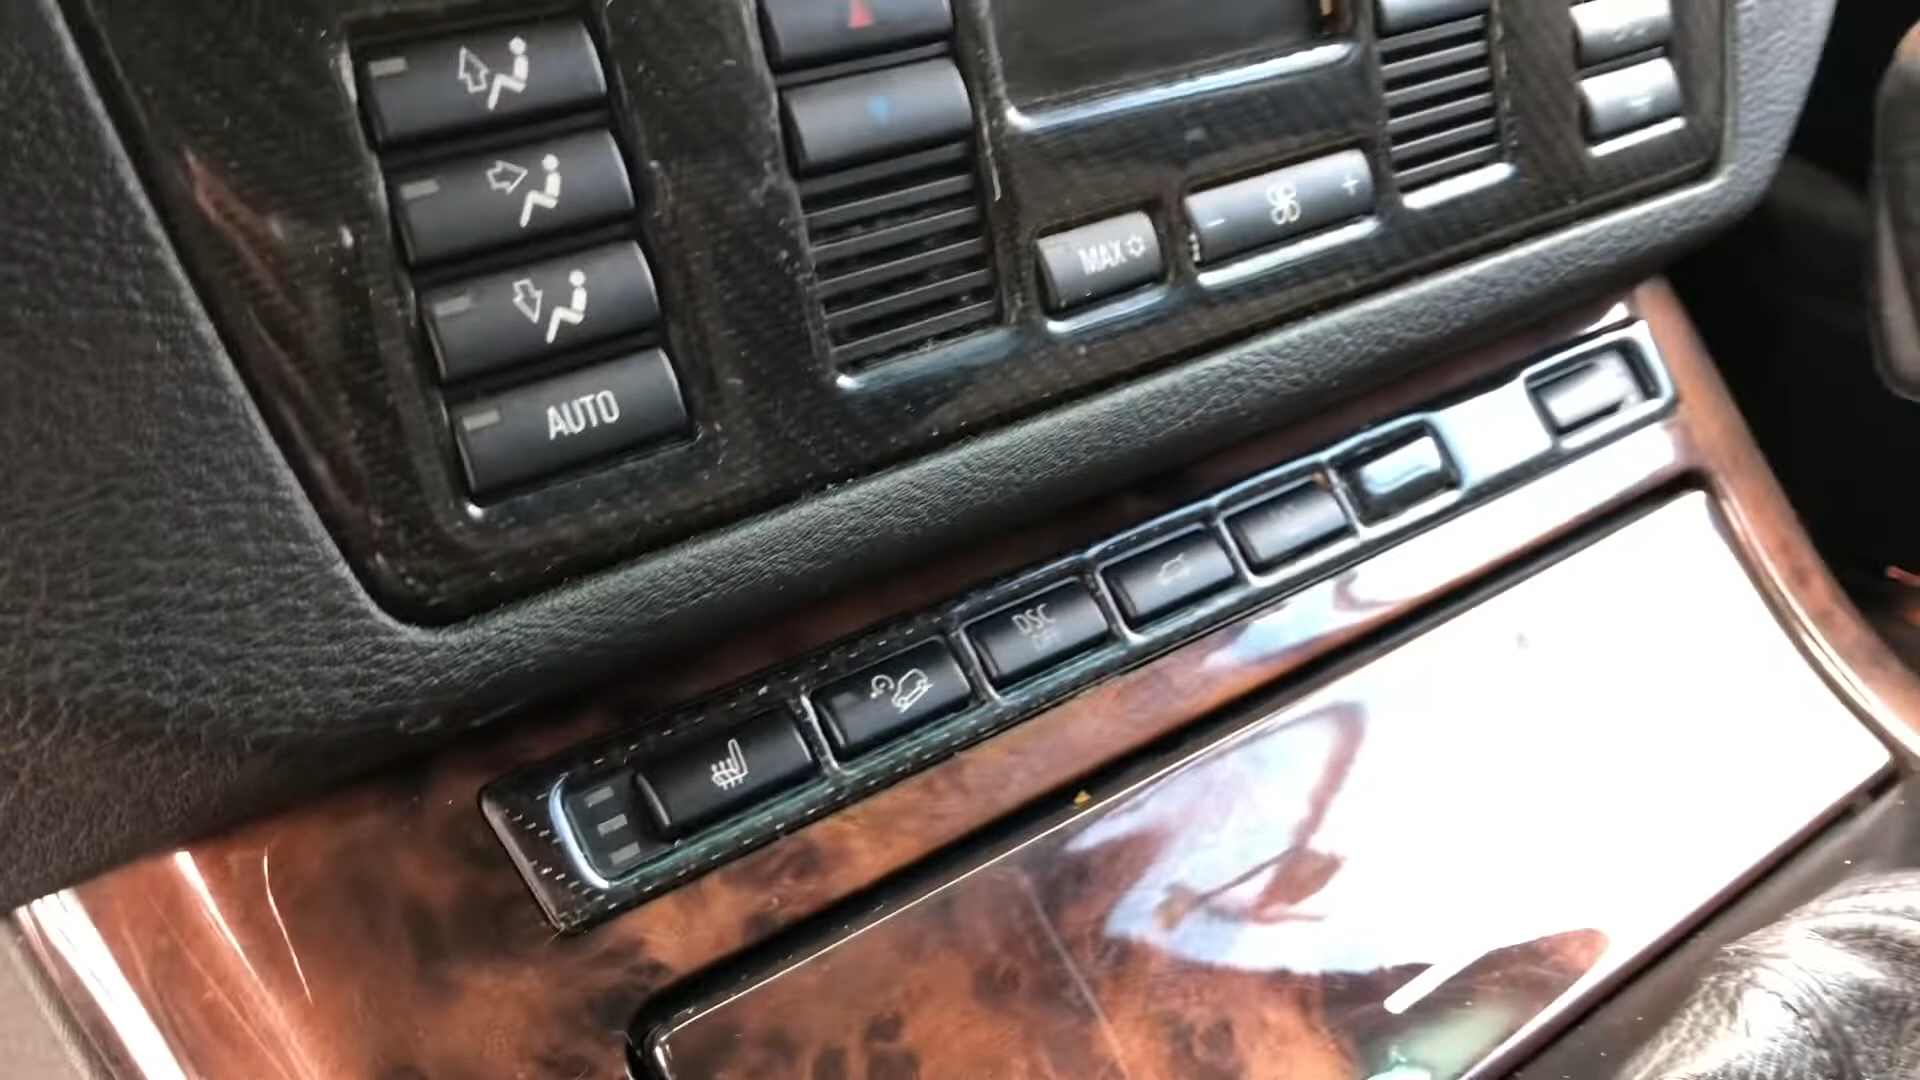 AUTO
MAX
- +
DSC
OFF